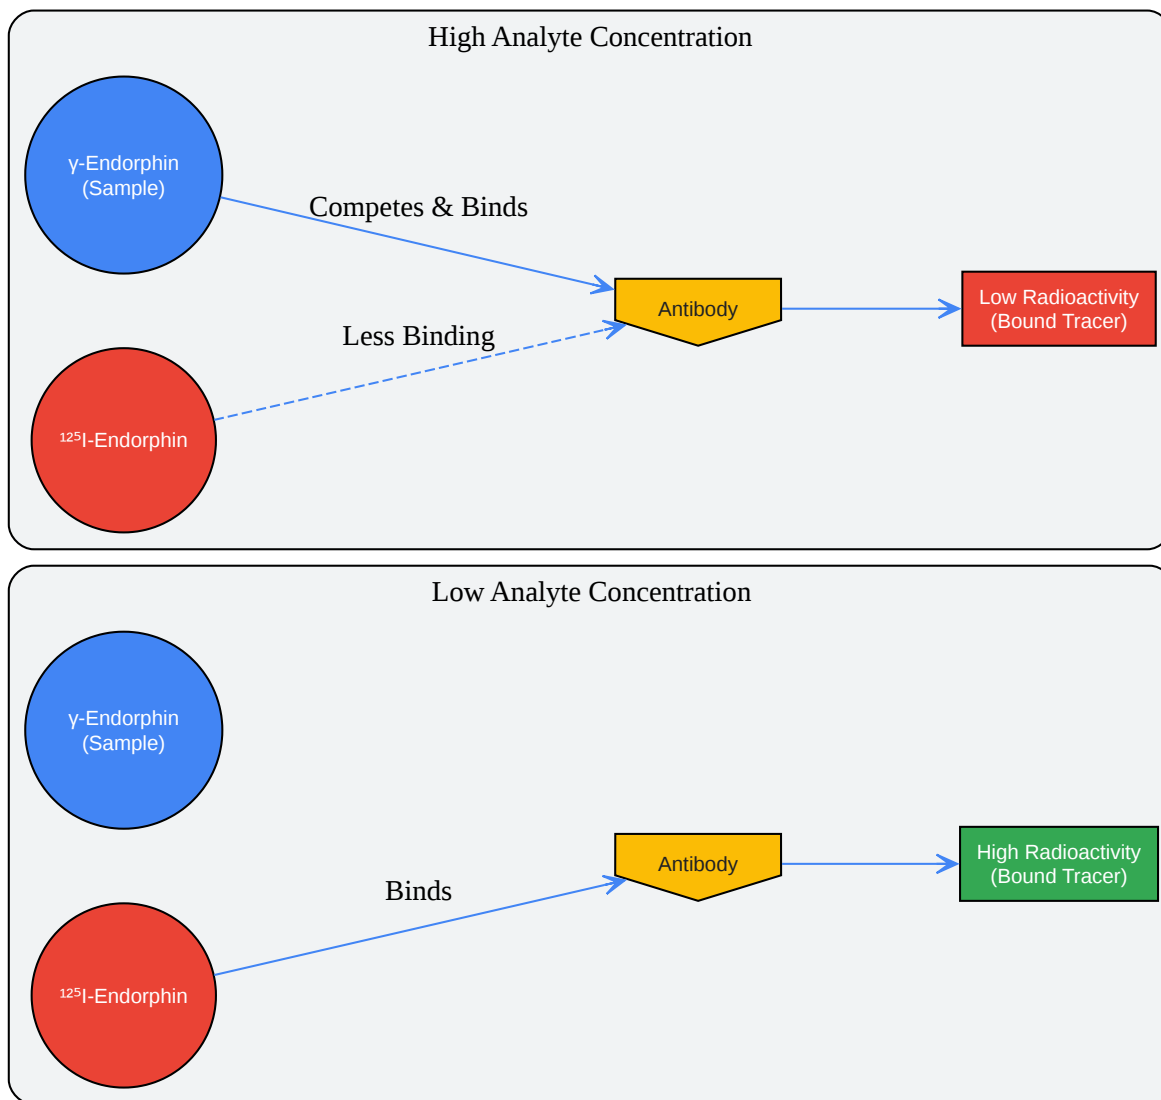 High Analyte Concentration
γ-Endorphin
(Sample)
Competes & Binds
Low Radioactivity
(Bound Tracer)
Antibody
Less Binding
¹²⁵I-Endorphin
Low Analyte Concentration
γ-Endorphin
(Sample)
High Radioactivity
(Bound Tracer)
Antibody
Binds
¹²⁵I-Endorphin